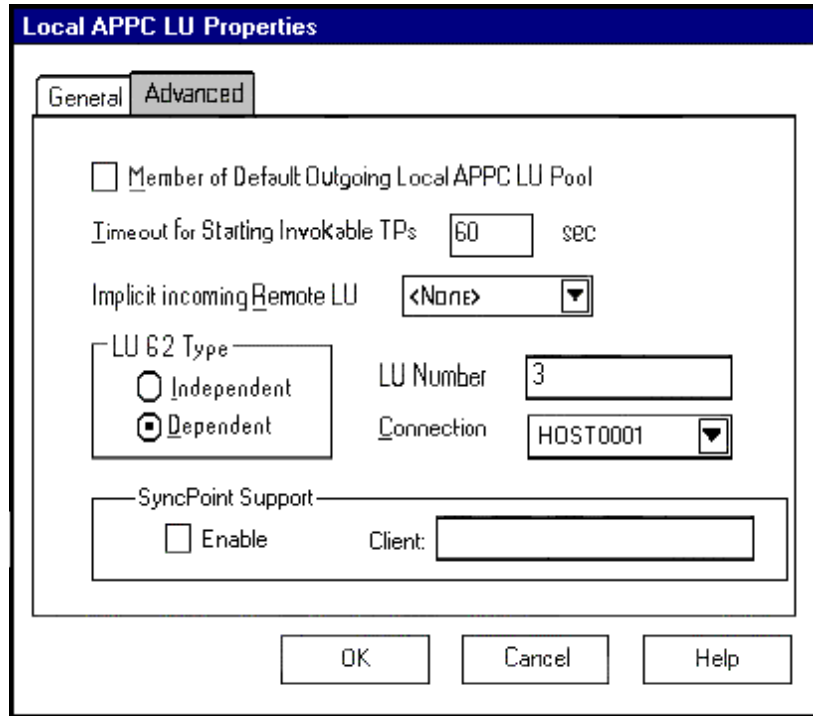 Local APPC LU Properties
General Advanced
Member of Default Outgoing Local APPC LU Pool
Timeout for Starting Invokable TPs 60 sec
Implicit incoming Remote LU <None>
LU 62 Type
Independent
LU Number 3
Dependent
Connection HOST0001
SyncPoint Support
Enable Client:
OK Cancel Help